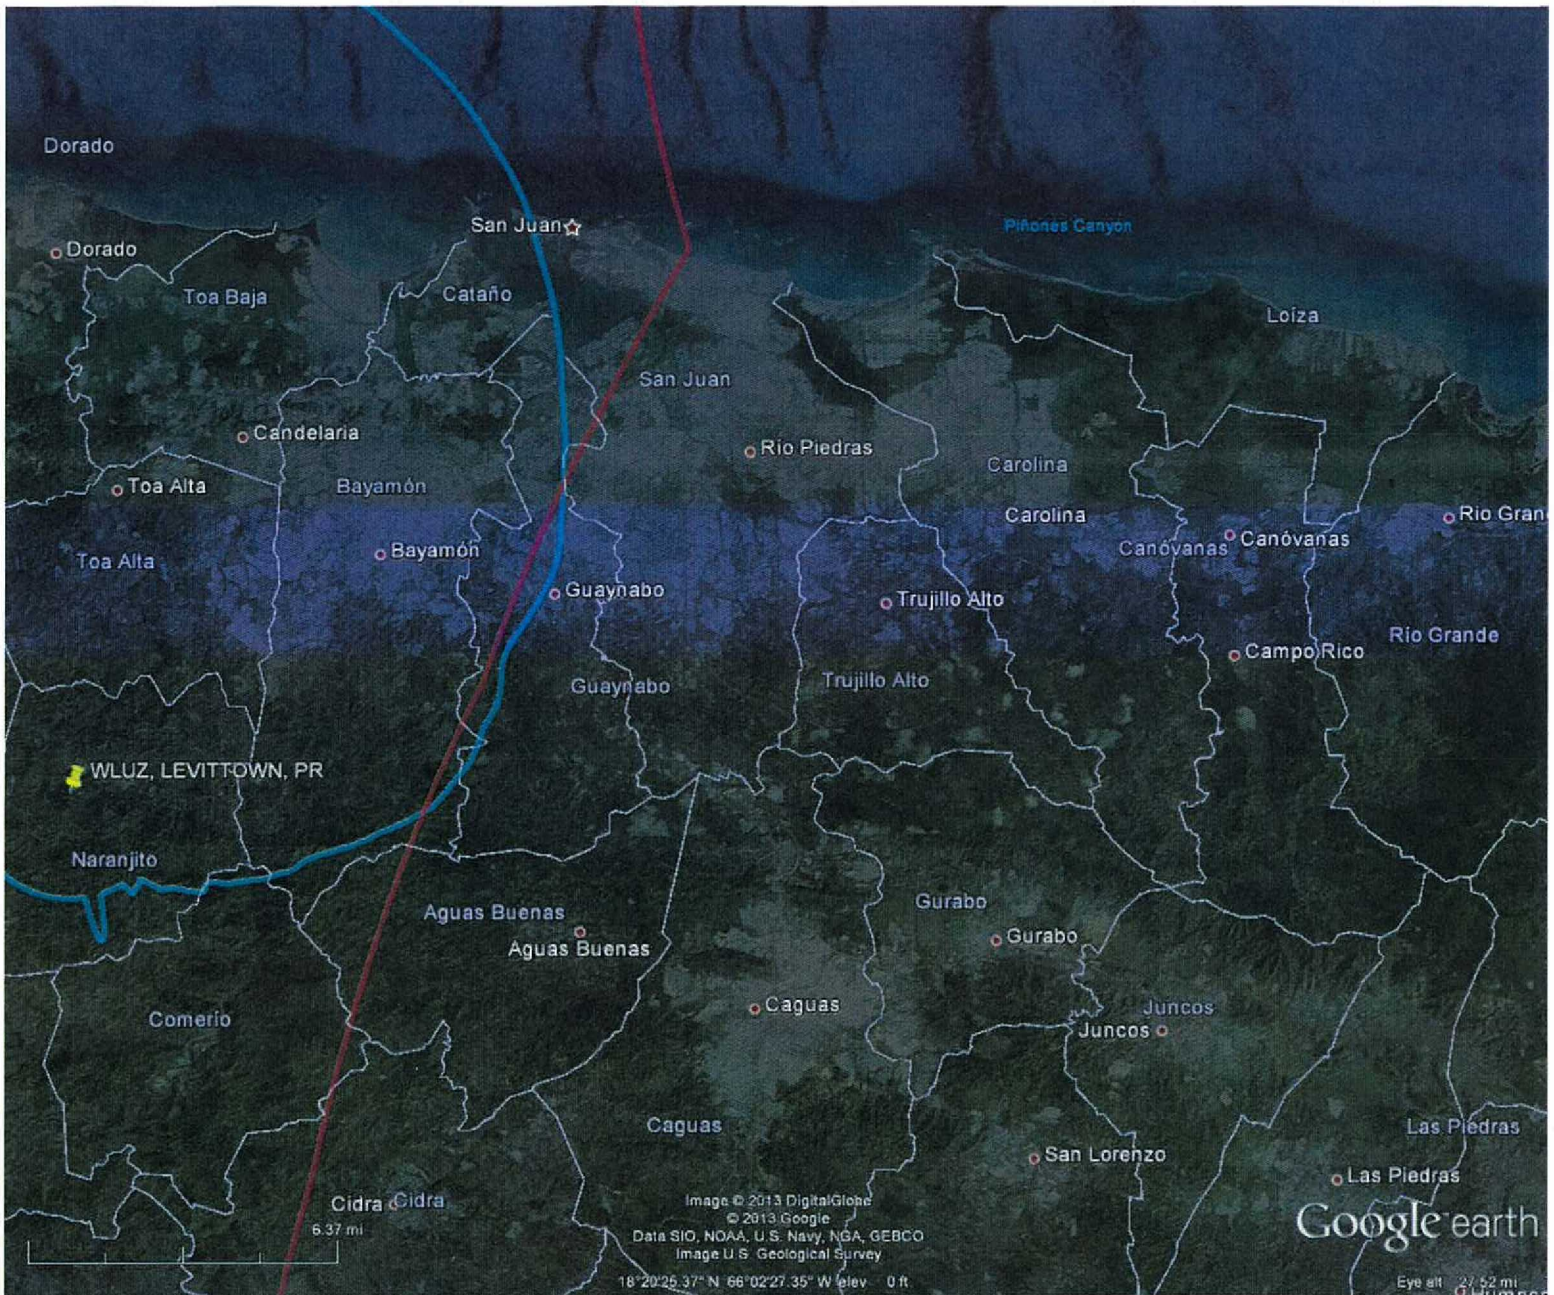 Dorado
San Juan
Piñones Canyon
Dorado
Toa Baja
Cataño
Loíza
San Juan
Candelaria
Río Piedras
Carolina
Toa Alta
Bayamón
Carolina
Rio Gran
Toa Alta
Bayamón
Canóvanas
Canóvanas
Guaynabo
Trujillo Alto
Río Grande
Campo Rico
Guaynabo
Trujillo Alto
WLUZ, LEVITTOWN, PR
Naranjito
Aguas Buenas
Gurabo
Aguas Buenas
Gurabo
Caguas
Juncos
Comerío
Juncos
Caguas
Las Piedras
San Lorenzo
Las Piedras
Cidra
Cidra
6.37 mi
Image © 2013 DigitalGlobe
© 2013 Google
Data SIO, NOAA, U.S. Navy, NGA, GEBCO
Image U.S. Geological Survey
Google earth
18°20'25.37" N 66°02'27.35" W elev 0 ft
Eye alt 27.52 mi